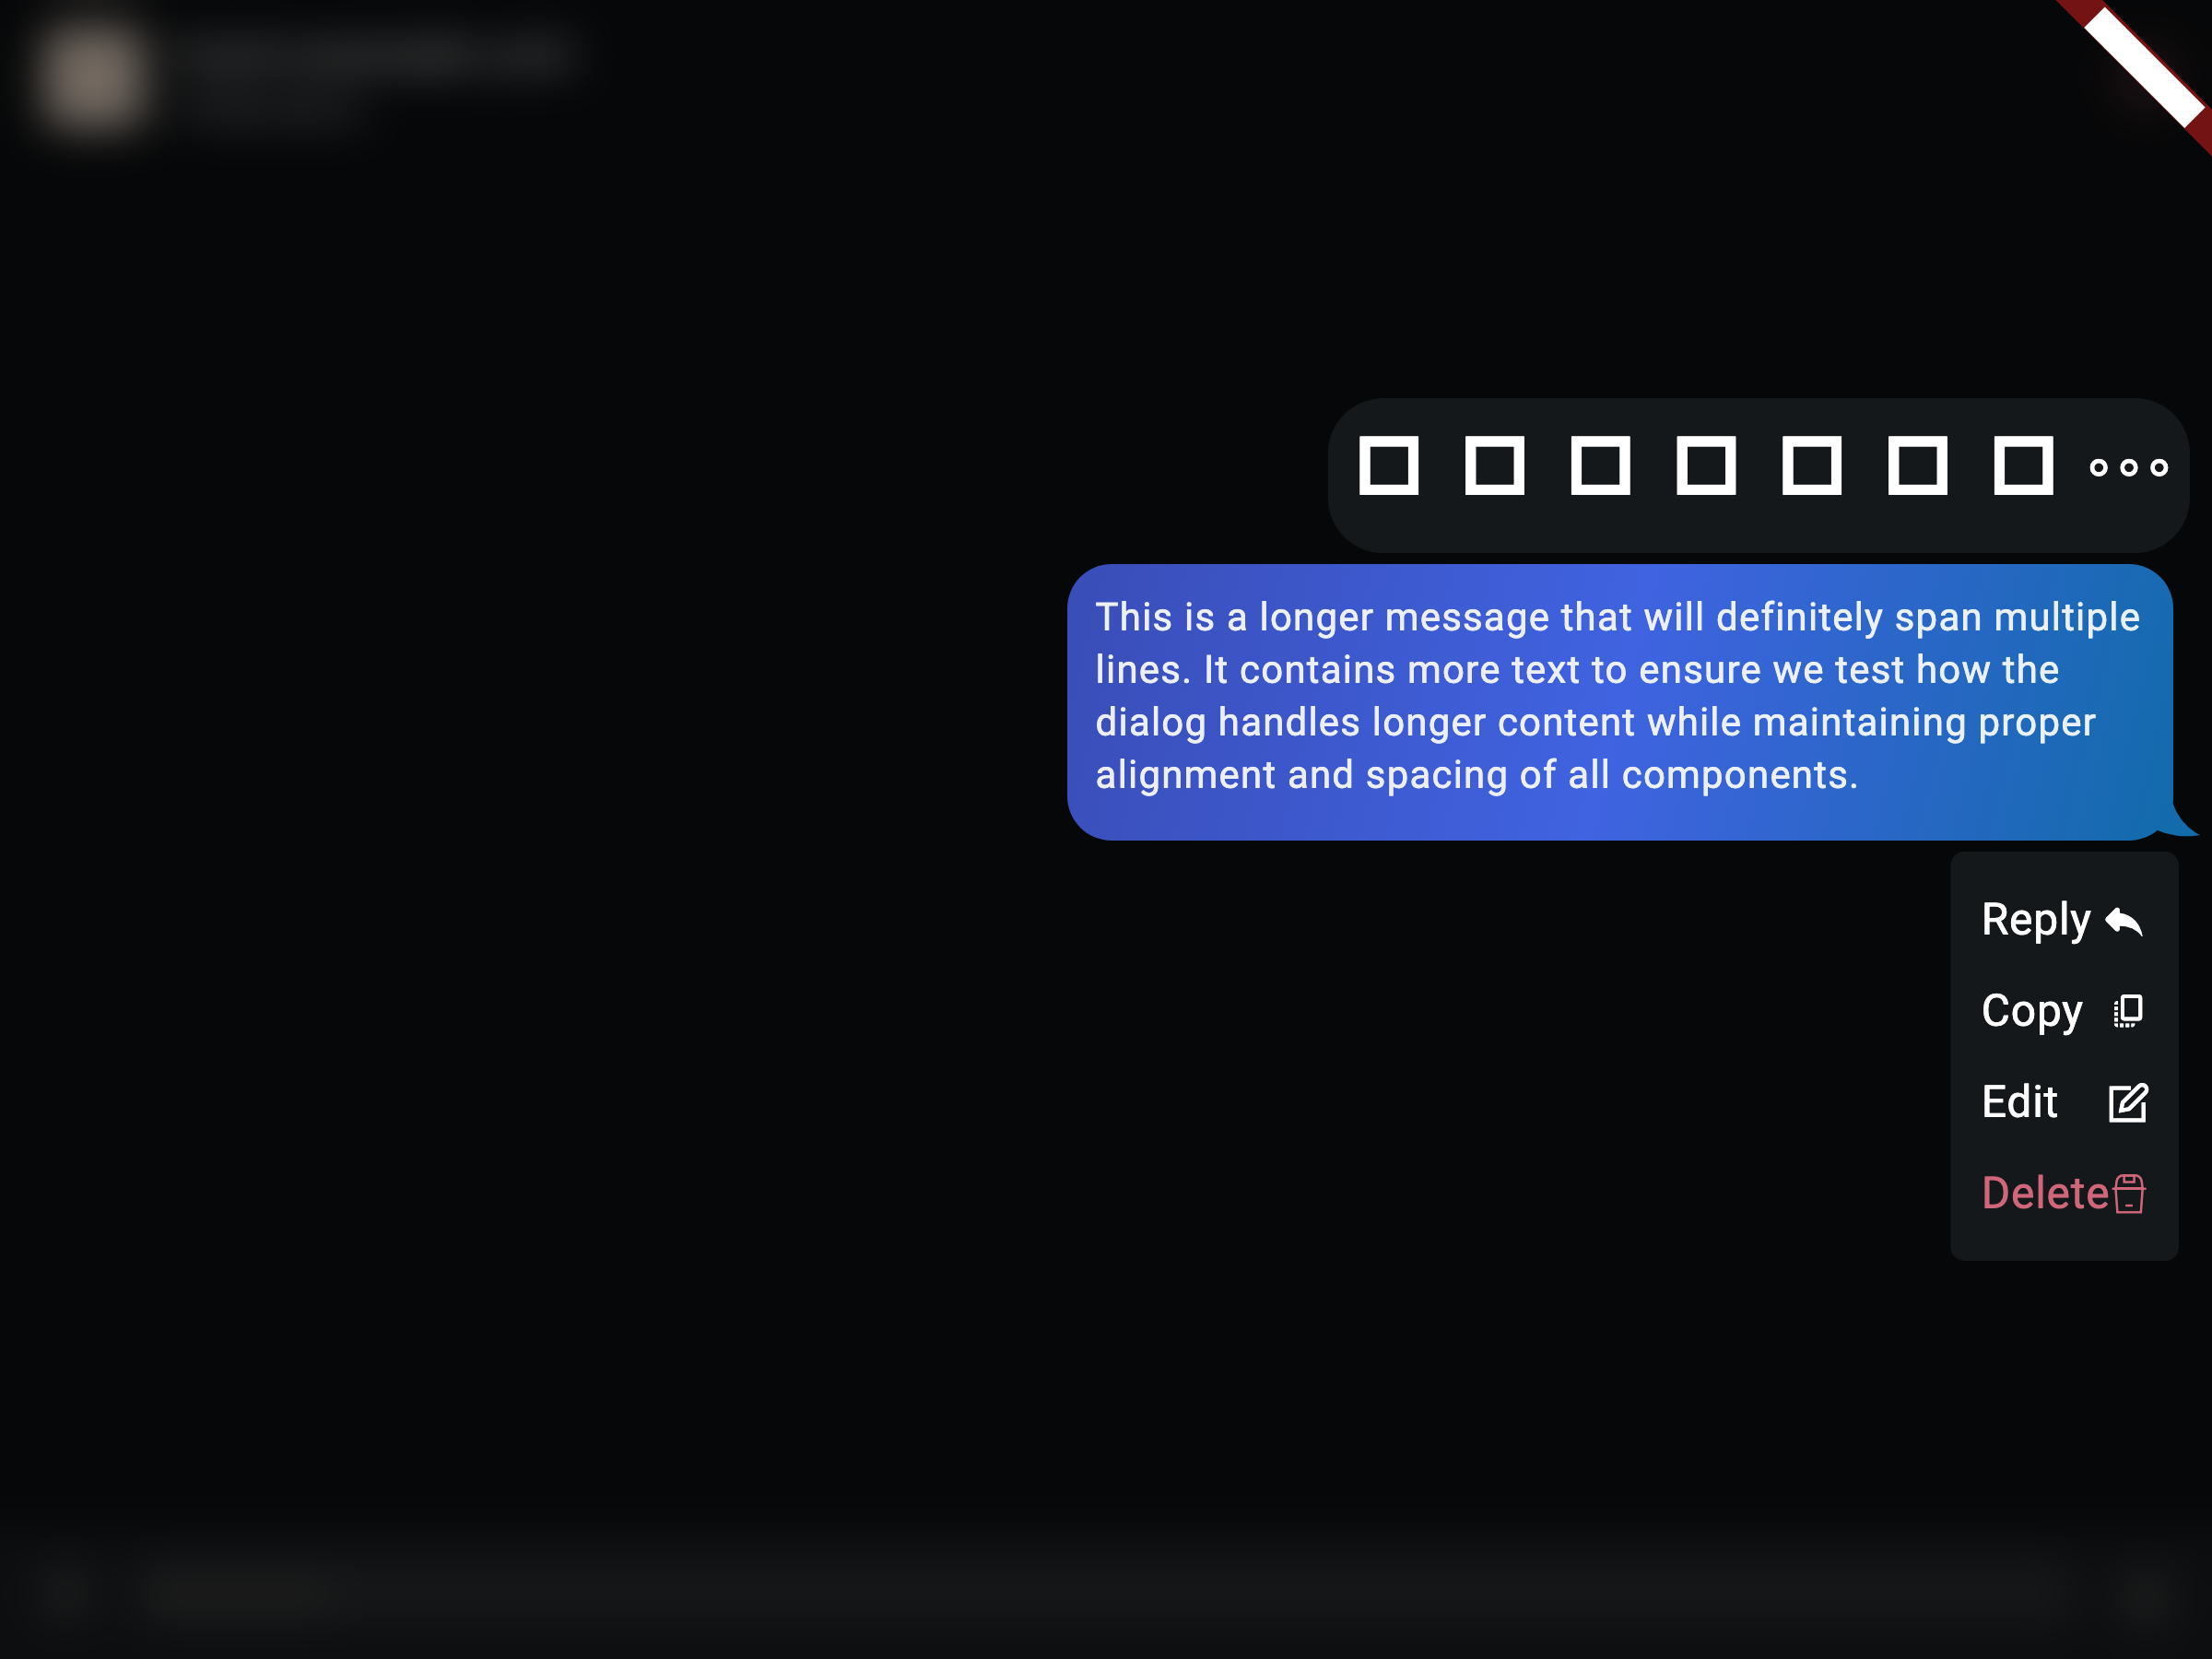 This is a longer message that will definitely span multiple
lines. It contains more text to ensure we test how the
dialog handles longer content while maintaining proper
alignment and spacing of all components.
Reply
Copy
Edit
Delete